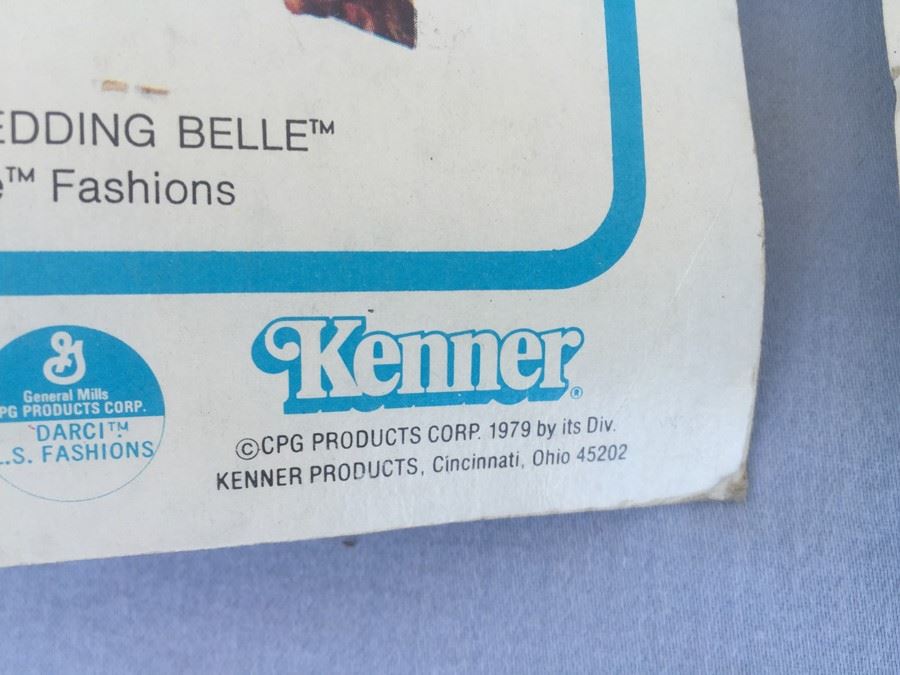 EDDING BELLE™
e™ Fashions
General Mills
PG PRODUCTS CORP.
DARCI™
.S. FASHIONS
Kenner®
©CPG PRODUCTS CORP. 1979 by its Div.
KENNER PRODUCTS, Cincinnati, Ohio 45202